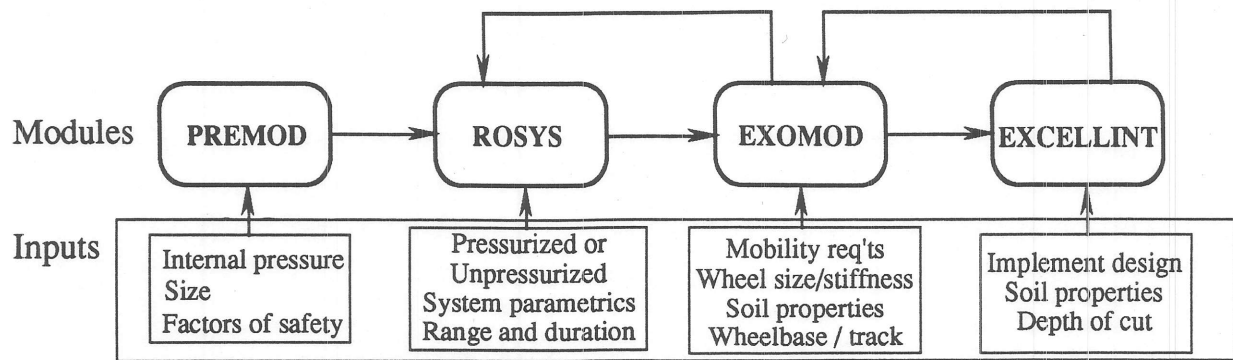 Modules
PREMOD
ROSYS
EXOMOD
EXCELLINT
Inputs
Internal pressure
Size
Factors of safety
Pressurized or
Unpressurized
System parametrics
Range and duration
Mobility req'ts
Wheel size/stiffness
Soil properties
Wheelbase / track
Implement design
Soil properties
Depth of cut